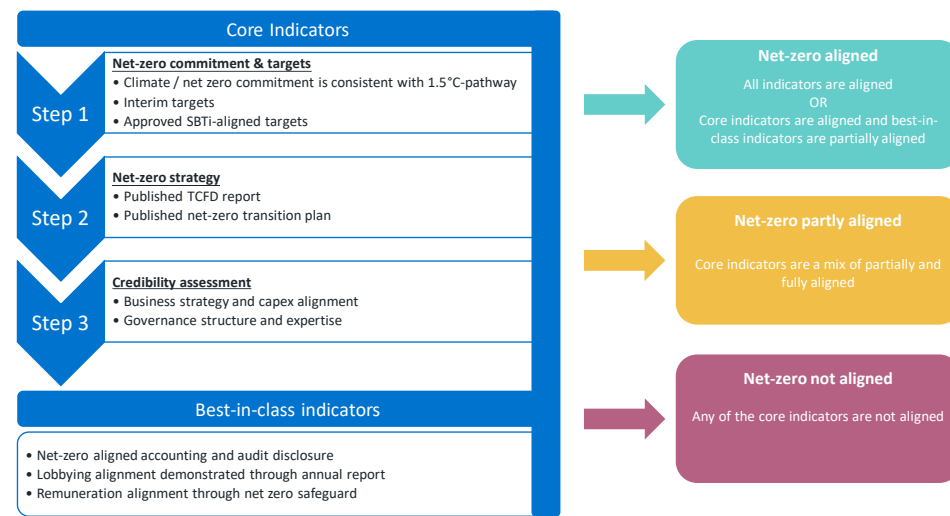 Core Indicators
Step 1
Net-zero commitment & targets
• Climate / net zero commitment is consistent with 1.5°C-pathway
• Interim targets
• Approved SBTi-aligned targets
Step 2
Net-zero strategy
• Published TCFD report
• Published net-zero transition plan
Step 3
Credibility assessment
• Business strategy and capex alignment
• Governance structure and expertise
Best-in-class indicators
• Net-zero aligned accounting and audit disclosure
• Lobbying alignment demonstrated through annual report
• Remuneration alignment through net zero safeguard
Net-zero aligned
All indicators are aligned
OR
Core indicators are aligned and best-in-
class indicators are partially aligned
Net-zero partly aligned
Core indicators are a mix of partially and
fully aligned
Net-zero not aligned
Any of the core indicators are not aligned